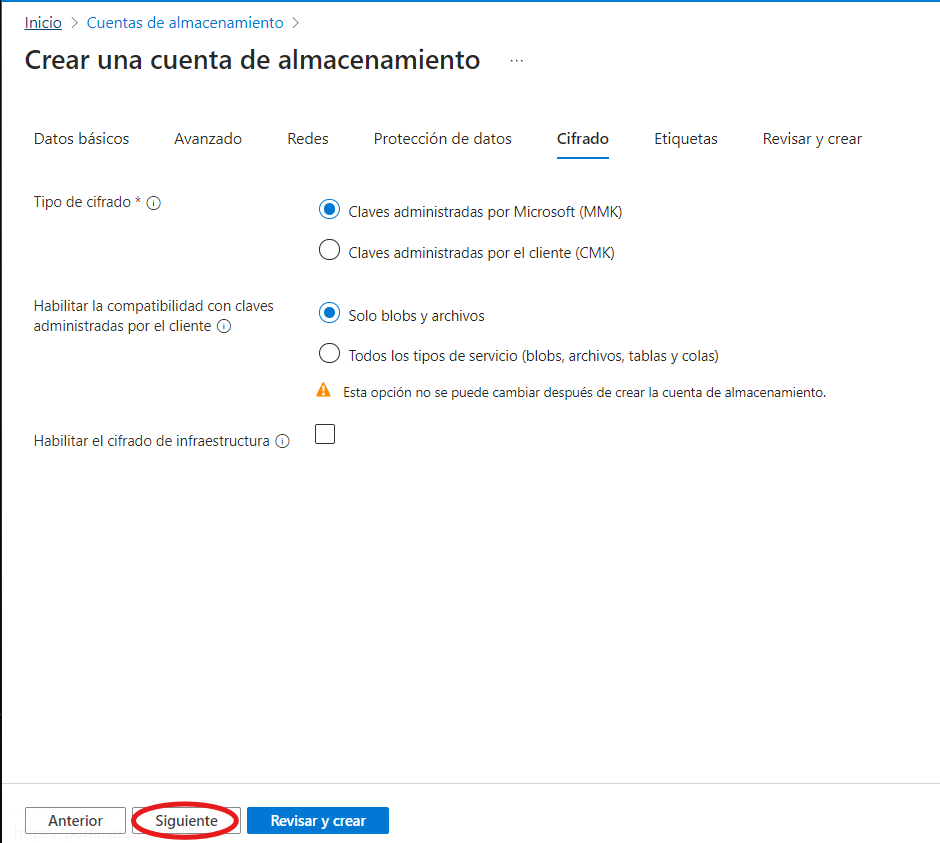 Inicio > Cuentas de almacenamiento >
Crear una cuenta de almacenamiento ...
Datos básicos Avanzado Redes Protección de datos Cifrado Etiquetas Revisar y crear
Tipo de cifrado *
Claves administradas por Microsoft (MMK)
Claves administradas por el cliente (CMK)
Habilitar la compatibilidad con claves
administradas por el cliente
Solo blobs y archivos
Todos los tipos de servicio (blobs, archivos, tablas y colas)
Esta opción no se puede cambiar después de crear la cuenta de almacenamiento.
Habilitar el cifrado de infraestructura
Anterior Siguiente Revisar y crear